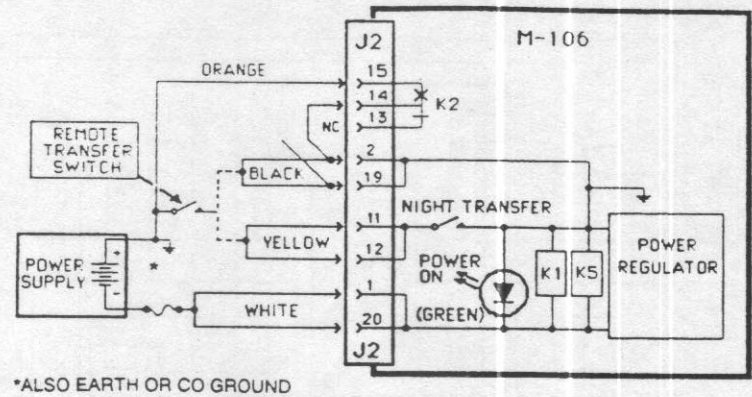 J2
M-106
ORANGE
15
14
13
K2
NC
REMOTE
TRANSFER
SWITCH
2
BLACK
19
11
NIGHT TRANSFER
YELLOW
12
POWER
ON
(GREEN)
K1
K5
POWER
REGULATOR
POWER
SUPPLY
+
-
*
1
WHITE
20
J2
*ALSO EARTH OR CO GROUND